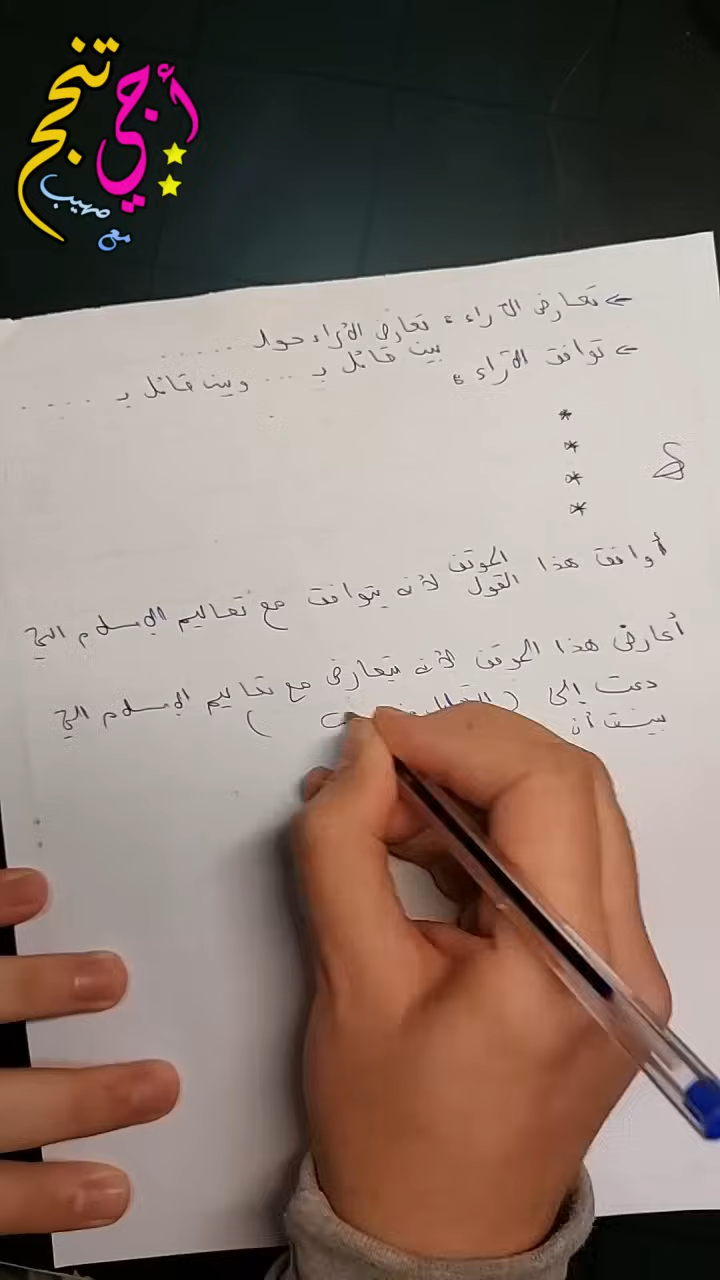 أجي تنجح
مع مهيب
← تعارض الآراء : تعارض الآراء حول .....
بين قائل بـ ... وبين قائل بـ ....
← توافق الآراء :
*
*
*
*
أوافق هذا الموقف
القول لأنه يتوافق مع تعاليم الإسلام التي
أعارض هذا الموقف لأنه يتعارض مع تعاليم الإسلام التي
دعت إلى (
بينت أن